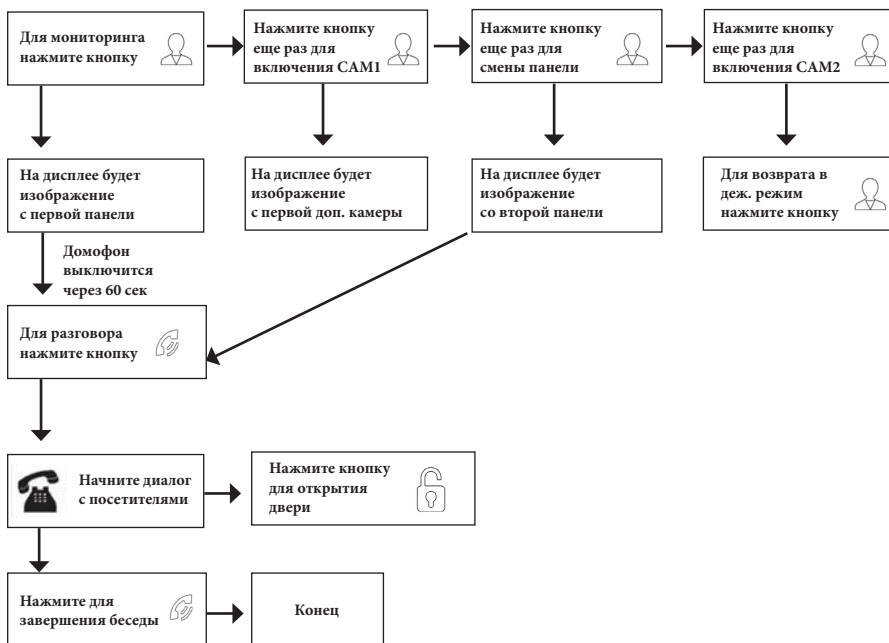 Для мониторинга
нажмите кнопку
Нажмите кнопку
еще раз для
включения CAM1
Нажмите кнопку
еще раз для
смены панели
Нажмите кнопку
еще раз для
включения CAM2
На дисплее будет
изображение
с первой панели
На дисплее будет
изображение
с первой доп. камеры
На дисплее будет
изображение
со второй панели
Для возврата в
деж. режим
нажмите кнопку
Домофон
выключится
через 60 сек
Для разговора
нажмите кнопку
Начните диалог
с посетителями
Нажмите кнопку
для открытия
двери
Нажмите для
завершения беседы
Конец